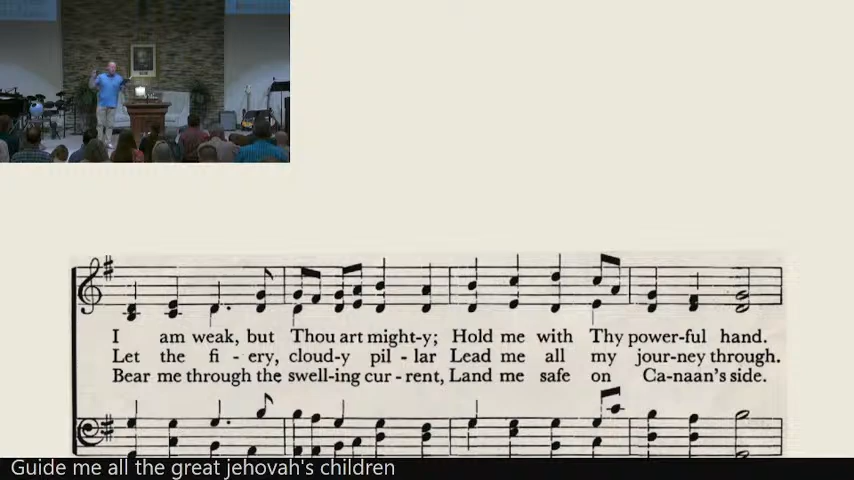 I am weak, but Thou art might-y; Hold me with Thy power-ful hand.
Let the fi - ery, cloud-y pil - lar Lead me all my jour-ney through.
Bear me through the swell-ing cur - rent, Land me safe on Ca-naan's side.
Guide me all the great jehovah's children